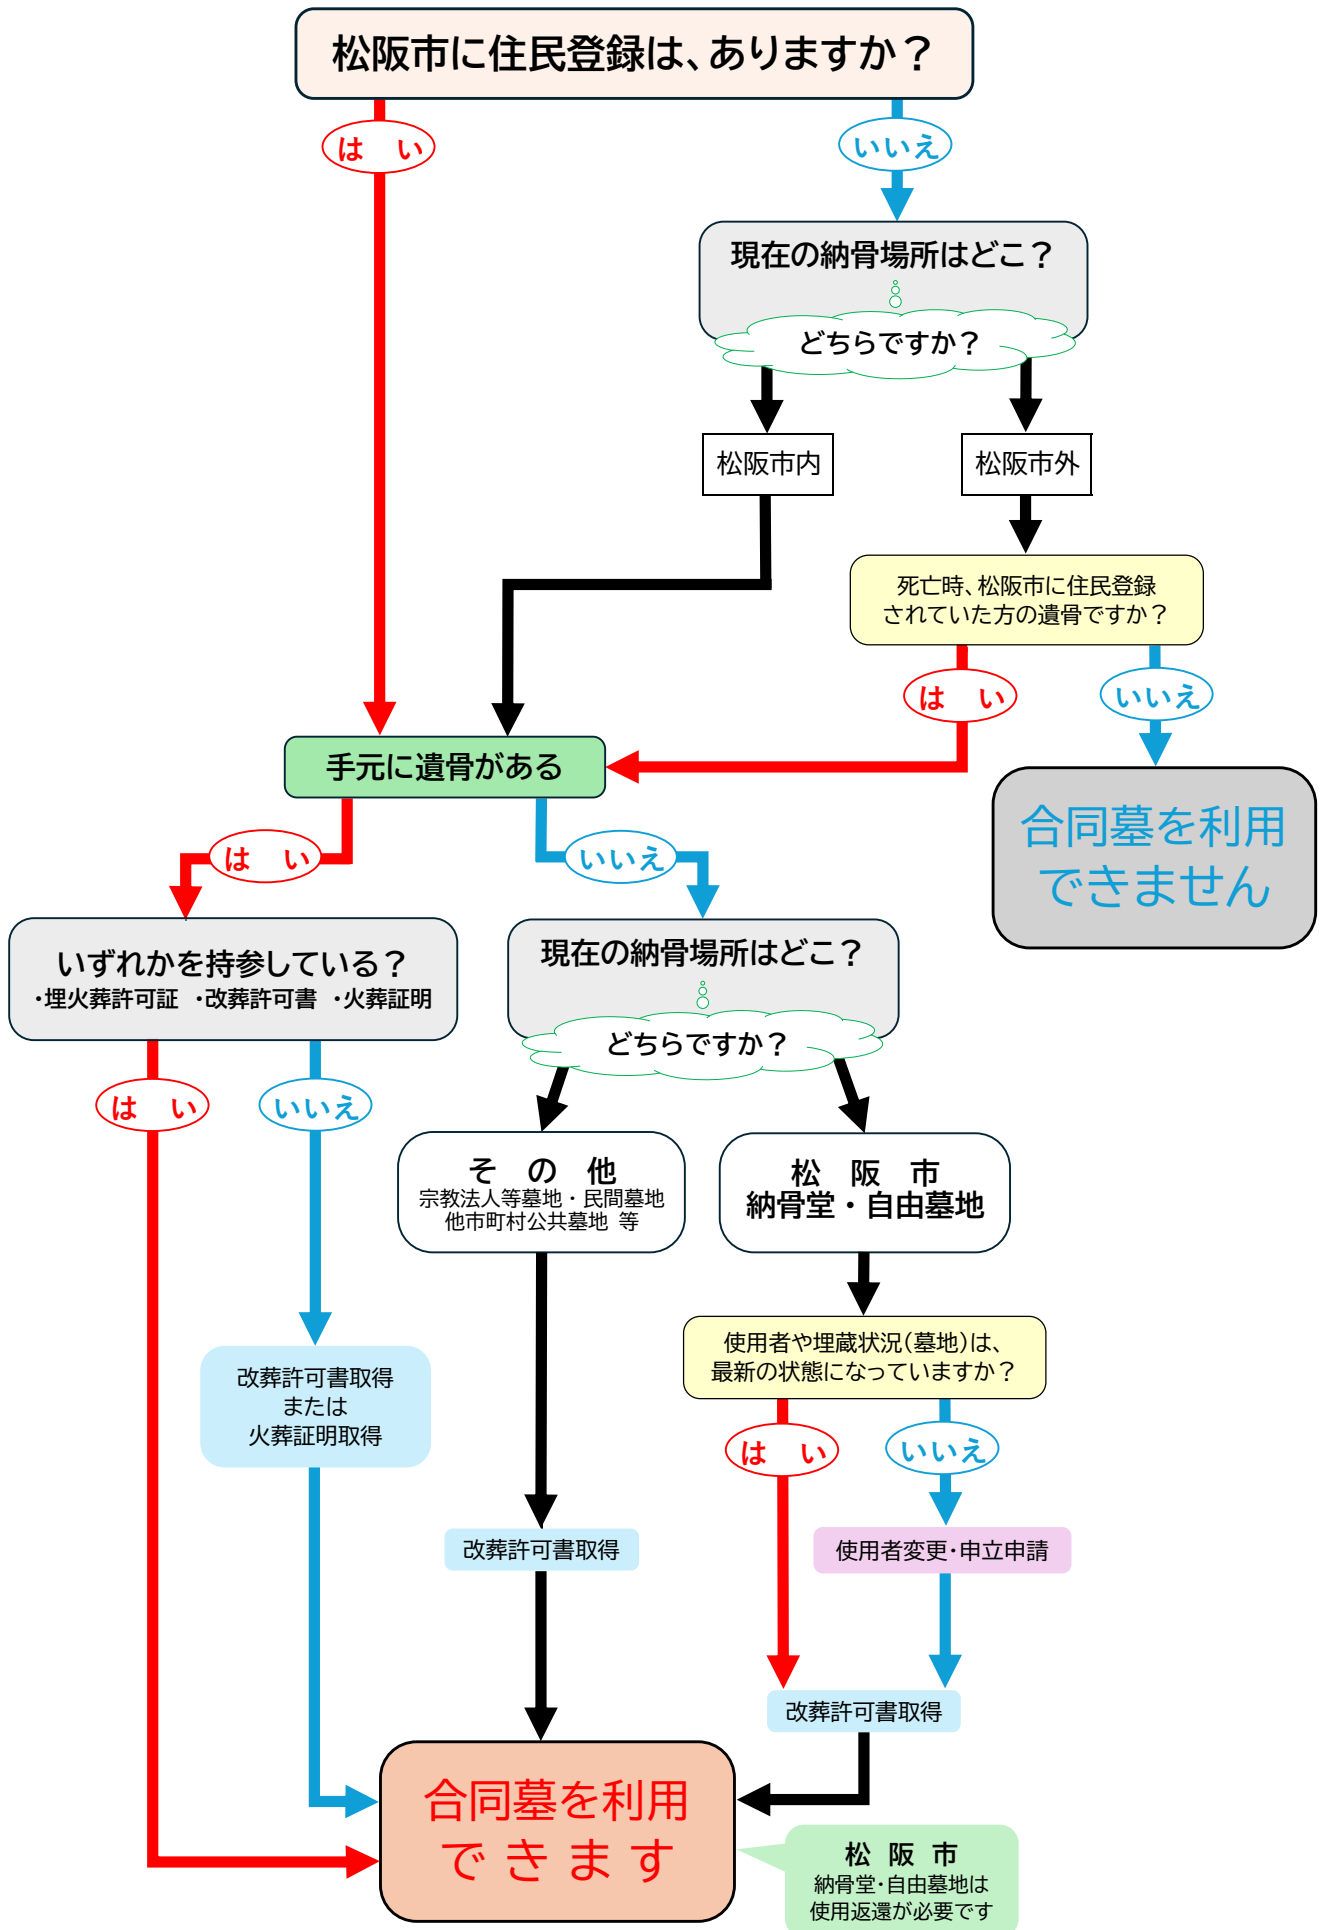 松阪市に住民登録は、ありますか？
は　い
いいえ
現在の納骨場所はどこ？
どちらですか？
松阪市内
松阪市外
死亡時、松阪市に住民登録
されていた方の遺骨ですか？
は　い
いいえ
手元に遺骨がある
合同墓を利用
できません
は　い
いいえ
いずれかを持参している？
・埋火葬許可証　・改葬許可書　・火葬証明
現在の納骨場所はどこ？
どちらですか？
は　い
いいえ
そ　の　他
宗教法人等墓地・民間墓地
他市町村公共墓地 等
松　阪　市
納骨堂・自由墓地
使用者や埋蔵状況（墓地）は、
最新の状態になっていますか？
改葬許可書取得
または
火葬証明取得
は　い
いいえ
改葬許可書取得
使用者変更・申立申請
改葬許可書取得
合同墓を利用
で き ま す
松　阪　市
納骨堂・自由墓地は
使用返還が必要です